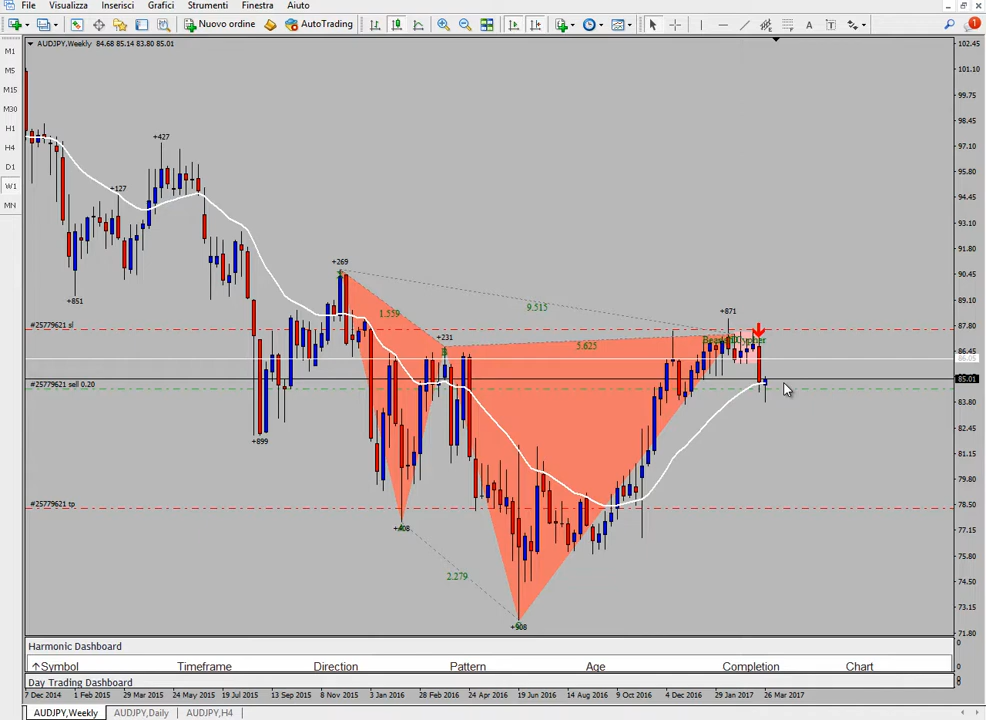 File Visualizza Inserisci Grafici Strumenti Finestra Aiuto
Nuovo ordine AutoTrading
A T 1
M1
M5
M15
M30
H1
H4
D1
W1
MN
AUDJPY,Weekly 84.68 85.14 83.80 85.01
102.45
101.10
99.75
98.45
97.10
95.80
94.45
93.10
91.80
90.45
89.10
87.80
86.45
86.05
85.01
83.80
82.45
81.15
79.80
78.50
77.15
75.80
74.50
73.15
71.80
+427
+127
+851
+269
9.515
1.559
+871
#25779621 sl
+231
5.625
#25779621 sell 0.20
+899
#25779621 tp
2.279
Harmonic Dashboard
↑Symbol Timeframe Direction Pattern Age Completion Chart
Day Trading Dashboard
7 Dec 2014 1 Feb 2015 29 Mar 2015 24 May 2015 19 Jul 2015 13 Sep 2015 8 Nov 2015 3 Jan 2016 28 Feb 2016 24 Apr 2016 19 Jun 2016 14 Aug 2016 9 Oct 2016 4 Dec 2016 29 Jan 2017 26 Mar 2017
AUDJPY,Weekly AUDJPY,Daily AUDJPY,H4